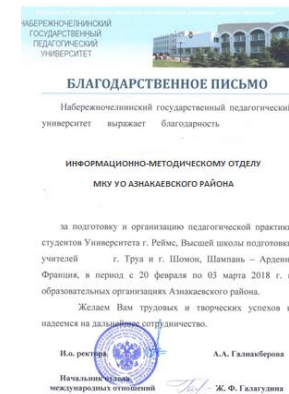 НАБЕРЕЖНОЧЕЛНИНСКИЙ
ГОСУДАРСТВЕННЫЙ
ПЕДАГОГИЧЕСКИЙ
УНИВЕРСИТЕТ
БЛАГОДАРСТВЕННОЕ ПИСЬМО
Набережночелнинский государственный педагогический
университет выражает благодарность
ИНФОРМАЦИОННО-МЕТОДИЧЕСКОМУ ОТДЕЛУ
МКУ УО АЗНАКАЕВСКОГО РАЙОНА
за подготовку и организацию педагогической практики
студентов Университета г. Реймс, Высшей школы подготовки
учителей г. Труа и г. Шомон, Шампань – Арденн
Франция, в период с 20 февраля по 03 марта 2018 г.
образовательных организациях Азнакаевского района.
Желаем Вам трудовых и творческих успехов и
надеемся на дальнейшее сотрудничество.
И.о. ректора А.А. Галиакберова
Начальник отдела
международных отношений Ж. Ф. Галагудина